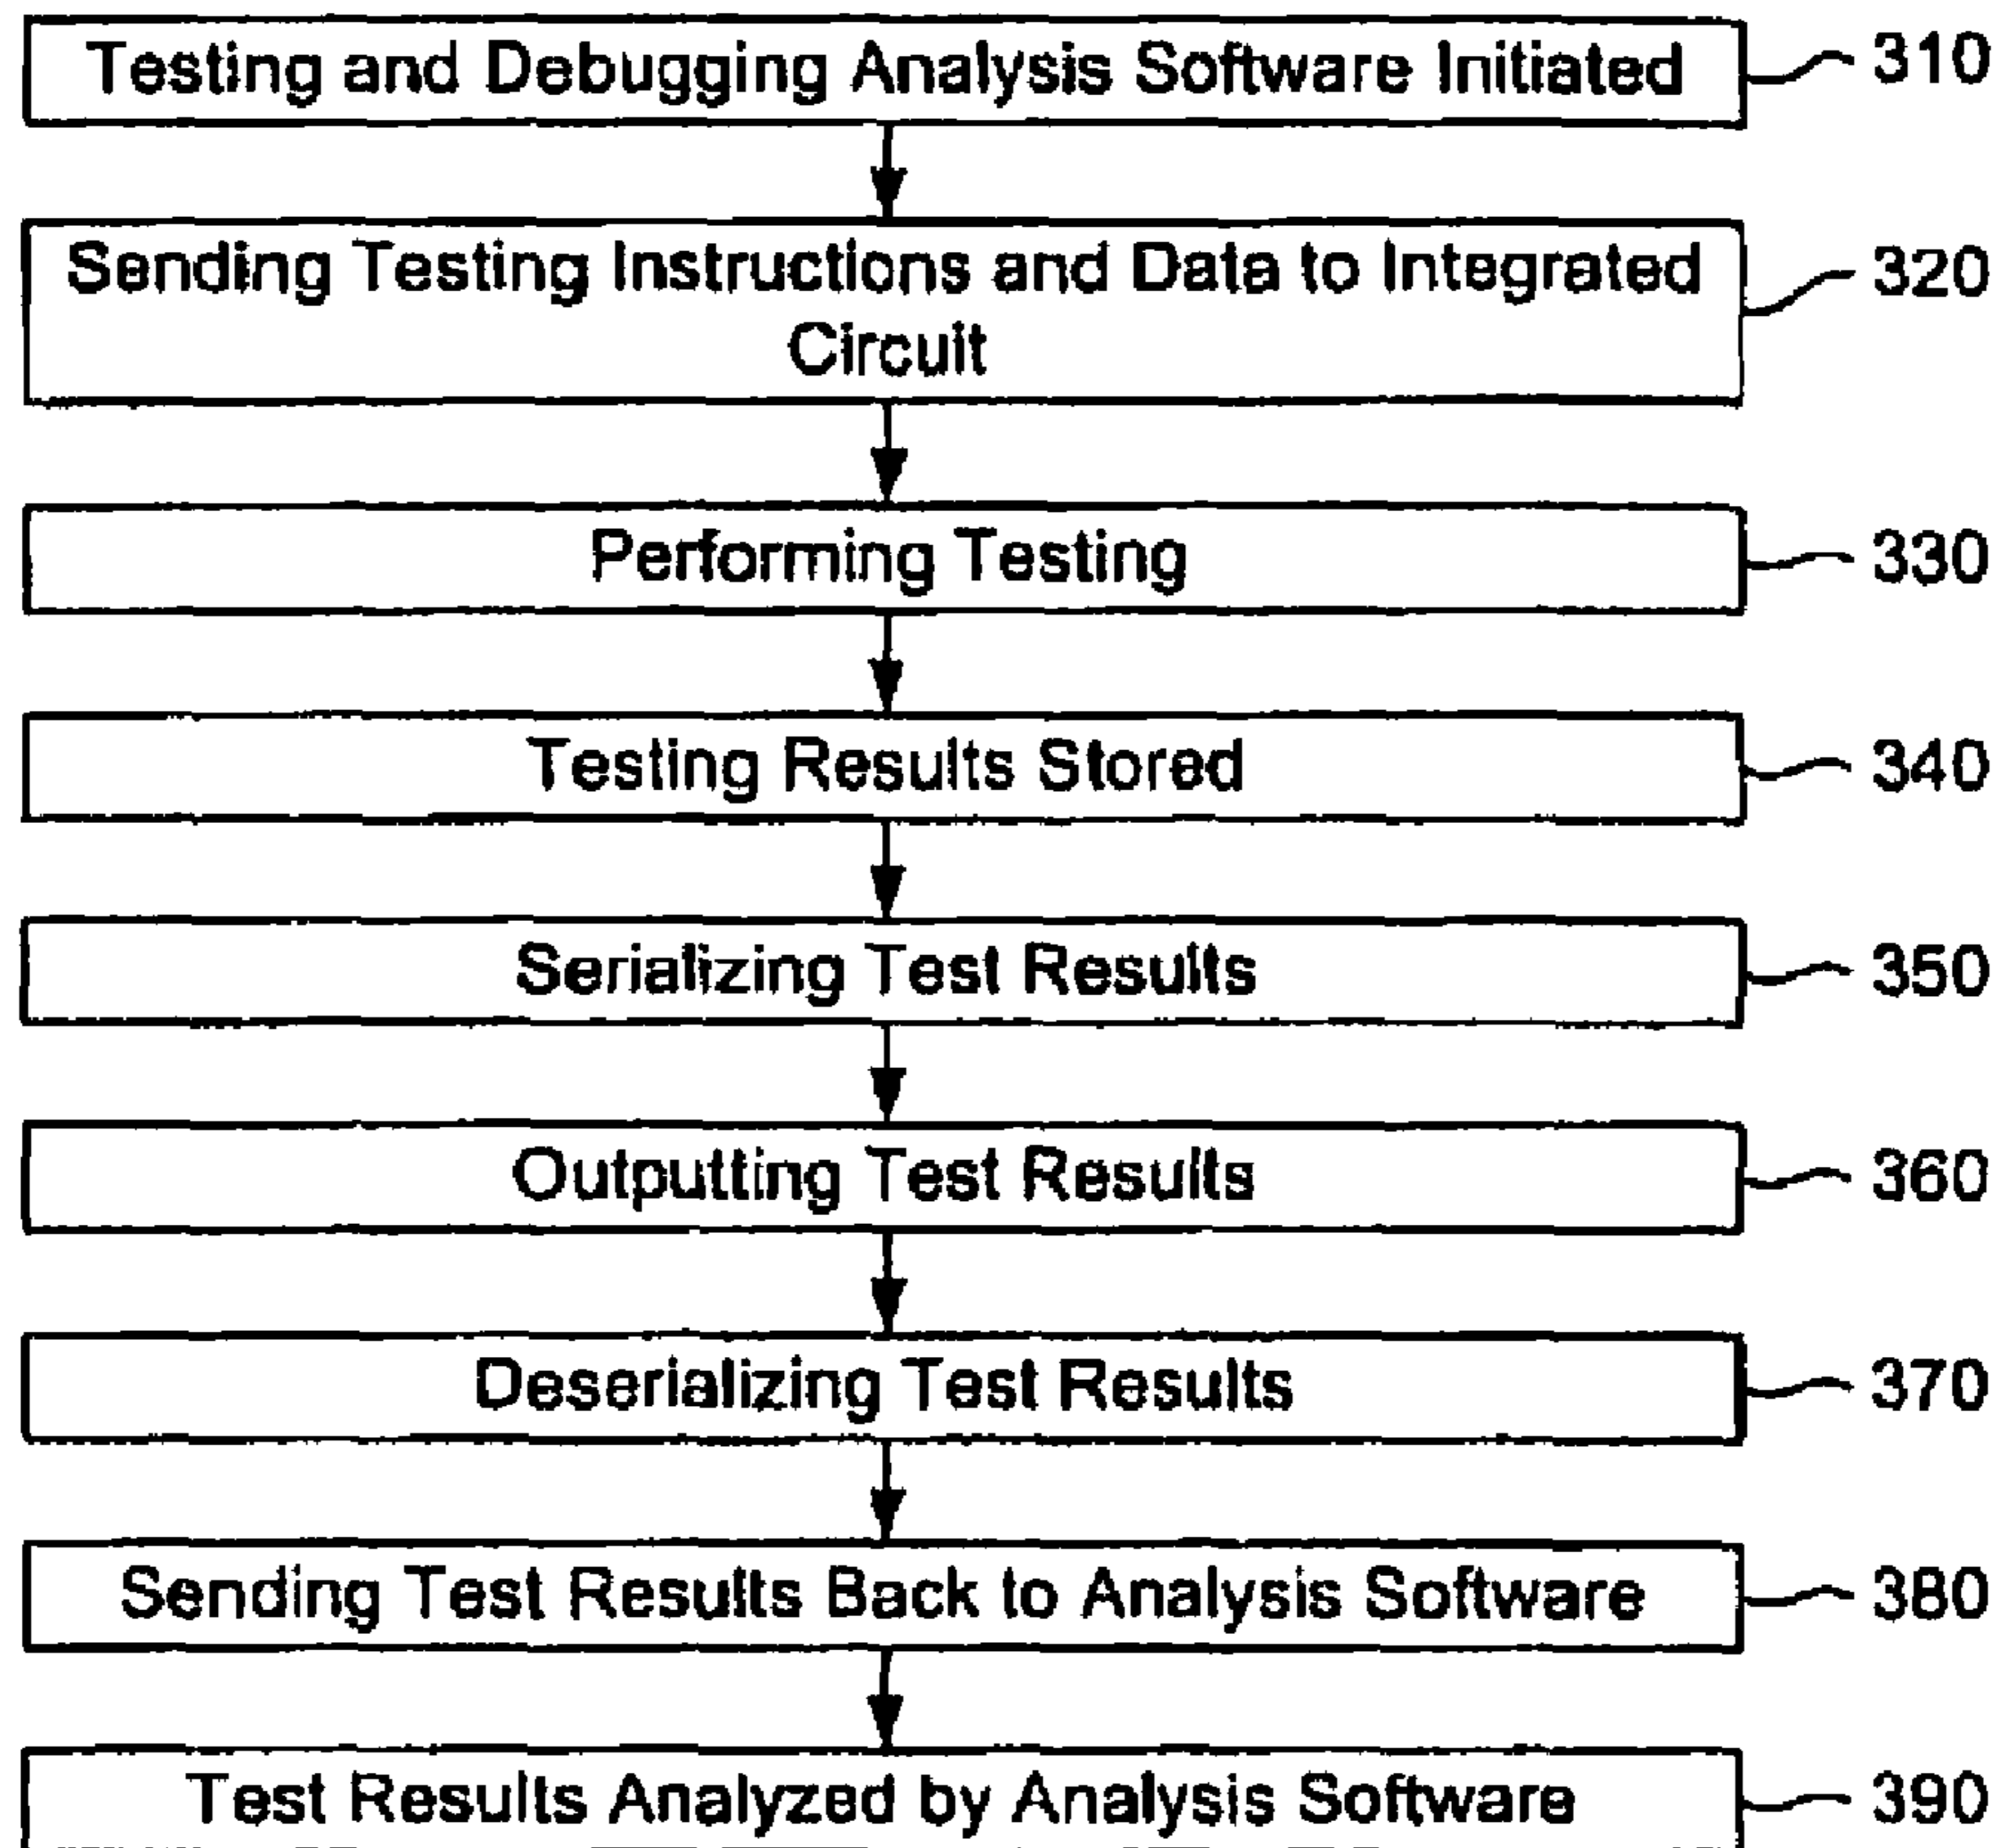 Testing and Debugging Analysis Software Initiated 310
Sending Testing Instructions and Data to Integrated 320
Circuit
Performing Testing 330
Testing Results Stored 340
Serializing Test Results 350
Outputting Test Results 360
Deserializing Test Results 370
Sending Test Results Back to Analysis Software 380
Test Results Analyzed by Analysis Software 390